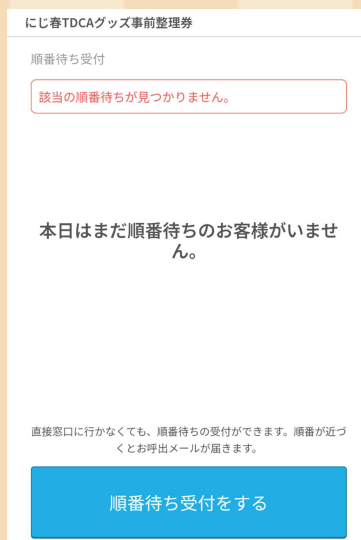 にじ春TDCAグッズ事前整理券
順番待ち受付
該当の順番待ちが見つかりません。
本日はまだ順番待ちのお客様がいませ
ん。
直接窓口に行かなくても、順番待ちの受付ができます。順番が近づ
くとお呼出メールが届きます。
順番待ち受付をする